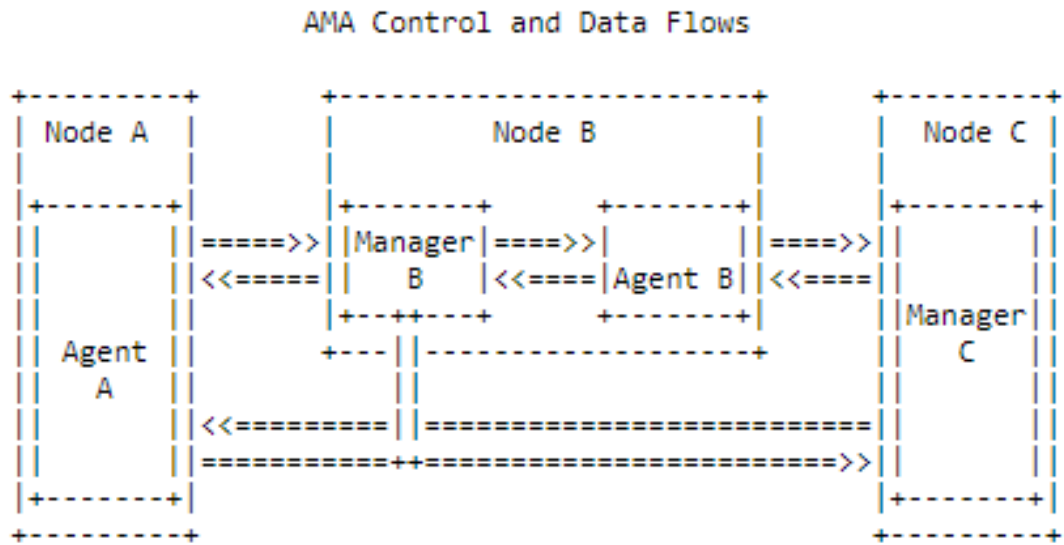 AMA Control and Data Flows
+---------+       +------------------------+      +---------+
| Node A  |       |         Node B         |      |  Node C |
|         |       |                        |      |         |
|+-------+|       |+-------+      +-------+|      |+-------+|
||       ||=====>>||Manager|====>>|       ||====>>||       ||
||       ||<<=====||   B   |<<====|Agent B||<<====||       ||
||       ||       |+--++---+      +-------+|      ||Manager||
|| Agent ||       +---||-------------------+      ||   C   ||
||   A   ||           ||                          ||       ||
||       ||<<=========||==========================||       ||
||       ||===========++========================>>||       ||
|+-------+|                                       |+-------+|
+---------+                                       +---------+